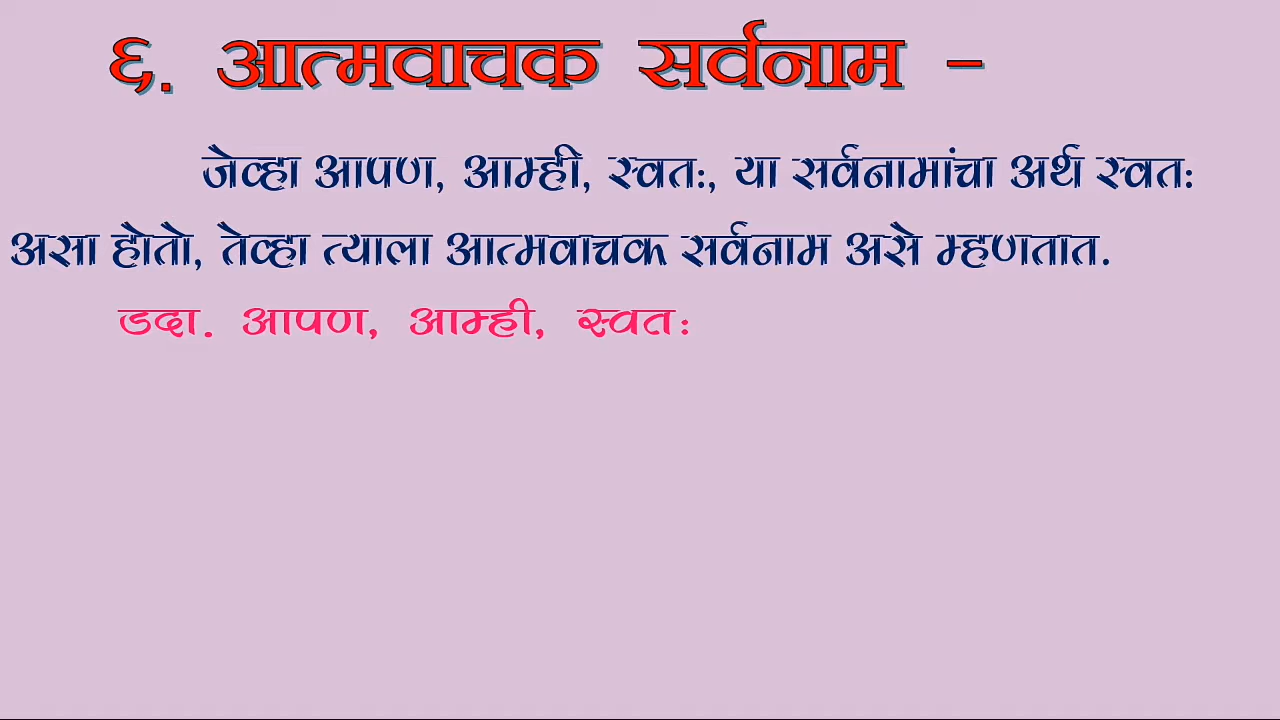 ६. आत्मवाचक सर्वनाम -
जेव्हा आपण, आम्ही, स्वतः, या सर्वनामांचा अर्थ स्वतः
असा होतो, तेव्हा त्याला आत्मवाचक सर्वनाम असे म्हणतात.
उदा. आपण, आम्ही, स्वतः